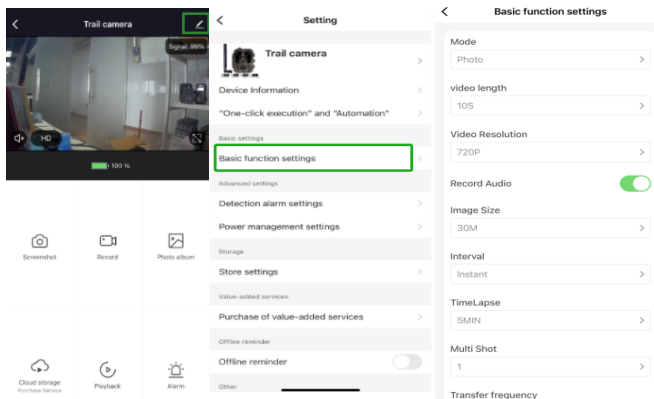 Trail camera
Signal: 99%
HD
100 %
Screenshot
Record
Photo album
Cloud storage
Purchase Service
Playback
Alarm
Setting
Trail camera
Device Information
"One-click execution" and "Automation"
Basic settings
Basic function settings
Advanced settings
Detection alarm settings
Power management settings
Storage
Store settings
Value-added services
Purchase of value-added services
Offline reminder
Offline reminder
Other
Basic function settings
Mode
Photo
video length
10S
Video Resolution
720P
Record Audio
Image Size
30M
Interval
Instant
TimeLapse
5MIN
Multi Shot
1
Transfer frequency